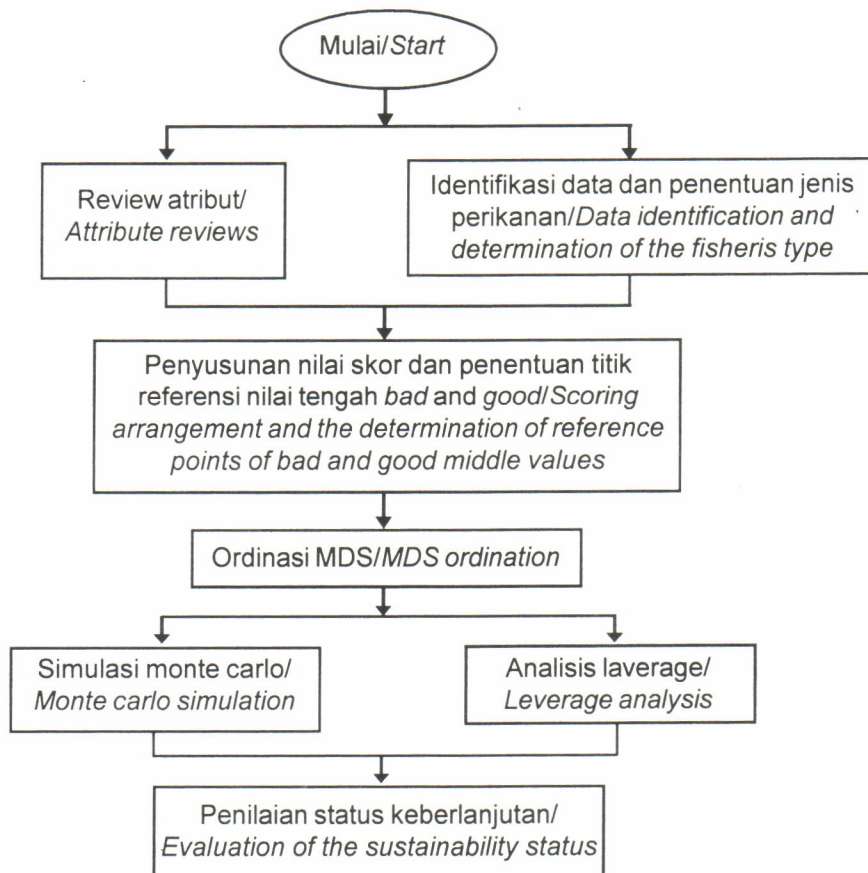 Mulai/Start
Review atribut/
Attribute reviews
Identifikasi data dan penentuan jenis
perikanan/Data identification and
determination of the fisheris type
Penyusunan nilai skor dan penentuan titik
referensi nilai tengah bad and good/Scoring
arrangement and the determination of reference
points of bad and good middle values
Ordinasi MDS/MDS ordination
Simulasi monte carlo/
Monte carlo simulation
Analisis laverage/
Leverage analysis
Penilaian status keberlanjutan/
Evaluation of the sustainability status